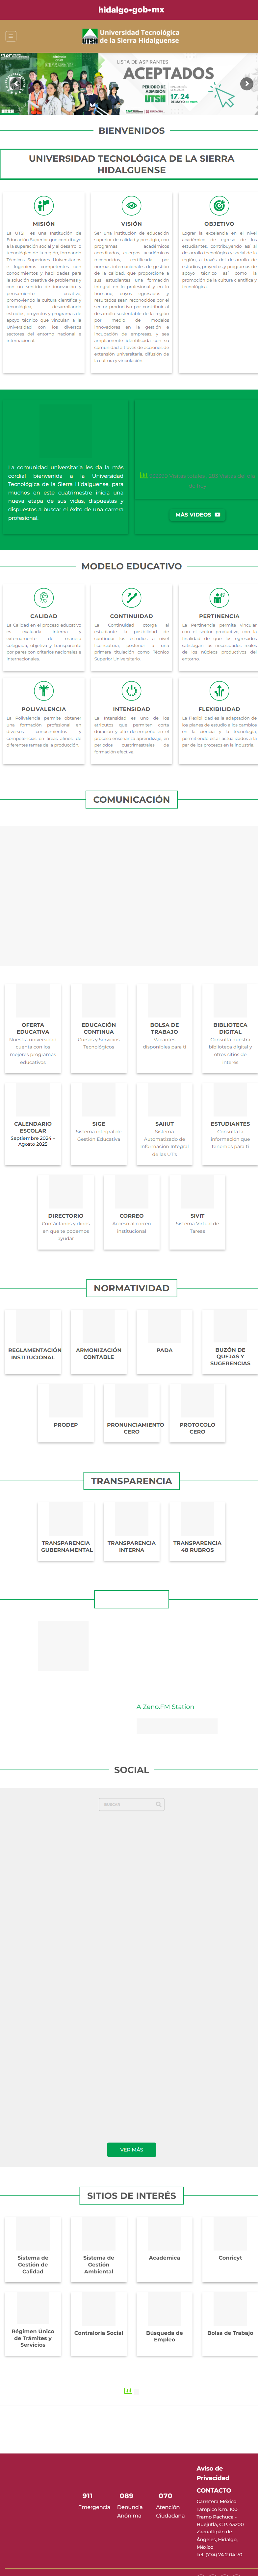 hidalgo•gob•mx
UTSH
Universidad Tecnológica
de la Sierra Hidalguense
LISTA DE ASPIRANTES
ACEPTADOS
PERIODO DE
ADMISIÓN
UTSH
17 24
BIENVENIDOS
UNIVERSIDAD TECNOLÓGICA DE LA SIERRA
HIDALGUENSE
MISIÓN
La UTSH es una Institución de
Educación Superior que contribuye
a la superación social y al desarrollo
tecnológico de la región, formando
Técnicos Superiores Universitarios
e Ingenieros competentes con
conocimientos y habilidades para
la solución creativa de problemas y
con un sentido de innovación y
pensamiento creativo;
promoviendo la cultura científica y
tecnológica, desarrollando
estudios, proyectos y programas de
apoyo técnico que vinculen a la
Universidad con los diversos
sectores del entorno nacional e
internacional.
VISIÓN
Ser una institución de educación
superior de calidad y prestigio, con
programas académicos
acreditados, cuerpos académicos
reconocidos, certificada por
normas internacionales de gestión
de la calidad; que proporcione a
sus estudiantes una formación
integral en lo profesional y en lo
humano, cuyos egresados y
resultados sean reconocidos por el
sector productivo por contribuir al
desarrollo sustentable de la región
por medio de modelos
innovadores en la gestión e
incubación de empresas, y sea
ampliamente identificada con su
comunidad a través de acciones de
extensión universitaria, difusión de
la cultura y vinculación.
OBJETIVO
Lograr la excelencia en el nivel
académico de egreso de los
estudiantes, contribuyendo así al
desarrollo tecnológico y social de la
región, a través del desarrollo de
estudios, proyectos y programas de
apoyo técnico así como la
promoción de la cultura científica y
tecnológica.
La comunidad universitaria les da la más
cordial bienvenida a la Universidad
Tecnológica de la Sierra Hidalguense, para
muchos en este cuatrimestre inicia una
nueva etapa de sus vidas, dispuestos y
dispuestos a buscar el éxito de una carrera
profesional.
MÁS VIDEOS
MODELO EDUCATIVO
CALIDAD
La Calidad en el proceso educativo
es evaluada interna y
externamente de manera
colegiada, objetiva y transparente
por pares con criterios nacionales e
internacionales.
CONTINUIDAD
La Continuidad otorga al
estudiante la posibilidad de
continuar los estudios a nivel
licenciatura, posterior a una
primera titulación como Técnico
Superior Universitario.
PERTINENCIA
La Pertinencia permite vincular
con el sector productivo con la
finalidad de que los egresados
satisfagan las necesidades reales
de los núcleos productivos del
entorno.
POLIVALENCIA
La Polivalencia permite obtener
una formación profesional en
diversos conocimientos y
competencias en áreas afines, de
diferentes ramas de la producción.
INTENSIDAD
La Intensidad es uno de los
atributos que permiten corta
duración y alto desempeño en el
proceso enseñanza aprendizaje, en
periodos cuatrimestrales de
formación efectiva.
FLEXIBILIDAD
La Flexibilidad es la adaptación de
los planes de estudio a los cambios
en la ciencia y la tecnología,
permitiendo estar actualizados a la
par de los procesos en la industria.
COMUNICACIÓN
OFERTA
EDUCATIVA
Nuestra universidad
cuenta con los
mejores programas
educativos
EDUCACIÓN
CONTINUA
Cursos y Servicios
Tecnológicos
BOLSA DE
TRABAJO
Vacantes
disponibles para ti
BIBLIOTECA
DIGITAL
Consulta nuestra
biblioteca digital y
otros sitios de
interés
CALENDARIO
ESCOLAR
Septiembre 2024 –
Agosto 2025
SIGE
Sistema Integral de
Gestión Educativa
SAIIUT
Sistema
Automatizado de
Información Integral
de las UT's
ESTUDIANTES
Consulta la
información que
tenemos para ti
DIRECTORIO
Contáctanos y dinos
en que te podemos
ayudar
CORREO
Acceso al correo
institucional
SIVIT
Sistema Virtual de
Tareas
NORMATIVIDAD
REGLAMENTACIÓN
INSTITUCIONAL
ARMONIZACIÓN
CONTABLE
PADA
BUZÓN DE
QUEJAS Y
SUGERENCIAS
PRODEP
PRONUNCIAMIENTO
CERO
PROTOCOLO
CERO
TRANSPARENCIA
TRANSPARENCIA
GUBERNAMENTAL
TRANSPARENCIA
INTERNA
TRANSPARENCIA
48 RUBROS
A Zeno.FM Station
SOCIAL
BUSCAR
VER MÁS
SITIOS DE INTERÉS
Sistema de
Gestión de
Calidad
Sistema de
Gestión
Ambiental
Académica
Conricyt
Régimen Único
de Trámites y
Servicios
Contraloría Social
Búsqueda de
Empleo
Bolsa de Trabajo
911
Emergencia
089
Denuncia
Anónima
070
Atención
Ciudadana
Aviso de
Privacidad
CONTACTO
Carretera México
Tampico k.m. 100
Tramo Pachuca -
Huejutla, C.P. 43200
Zacualtipán de
Ángeles, Hidalgo,
México
Tel: (774) 74 2 04 70